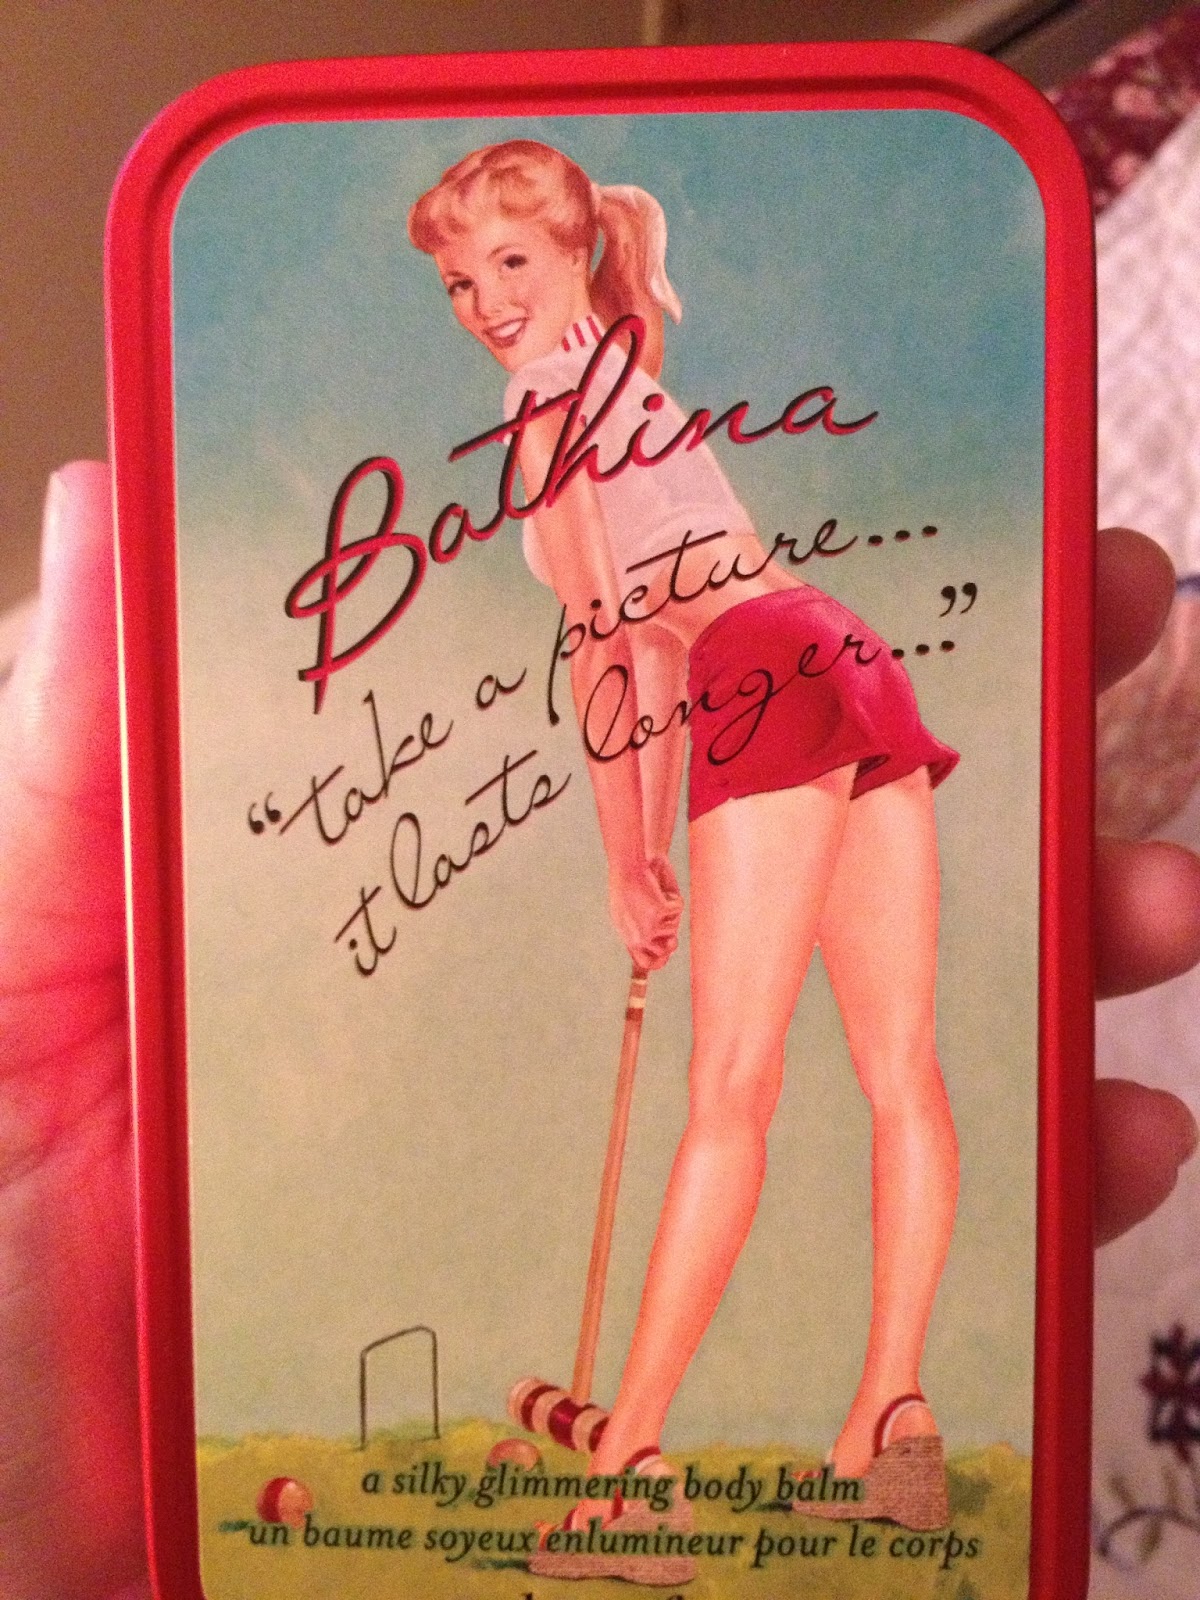 Bathina
“take a picture...
it lasts longer...”
a silky glimmering body balm
un baume soyeux enlumineur pour le corps